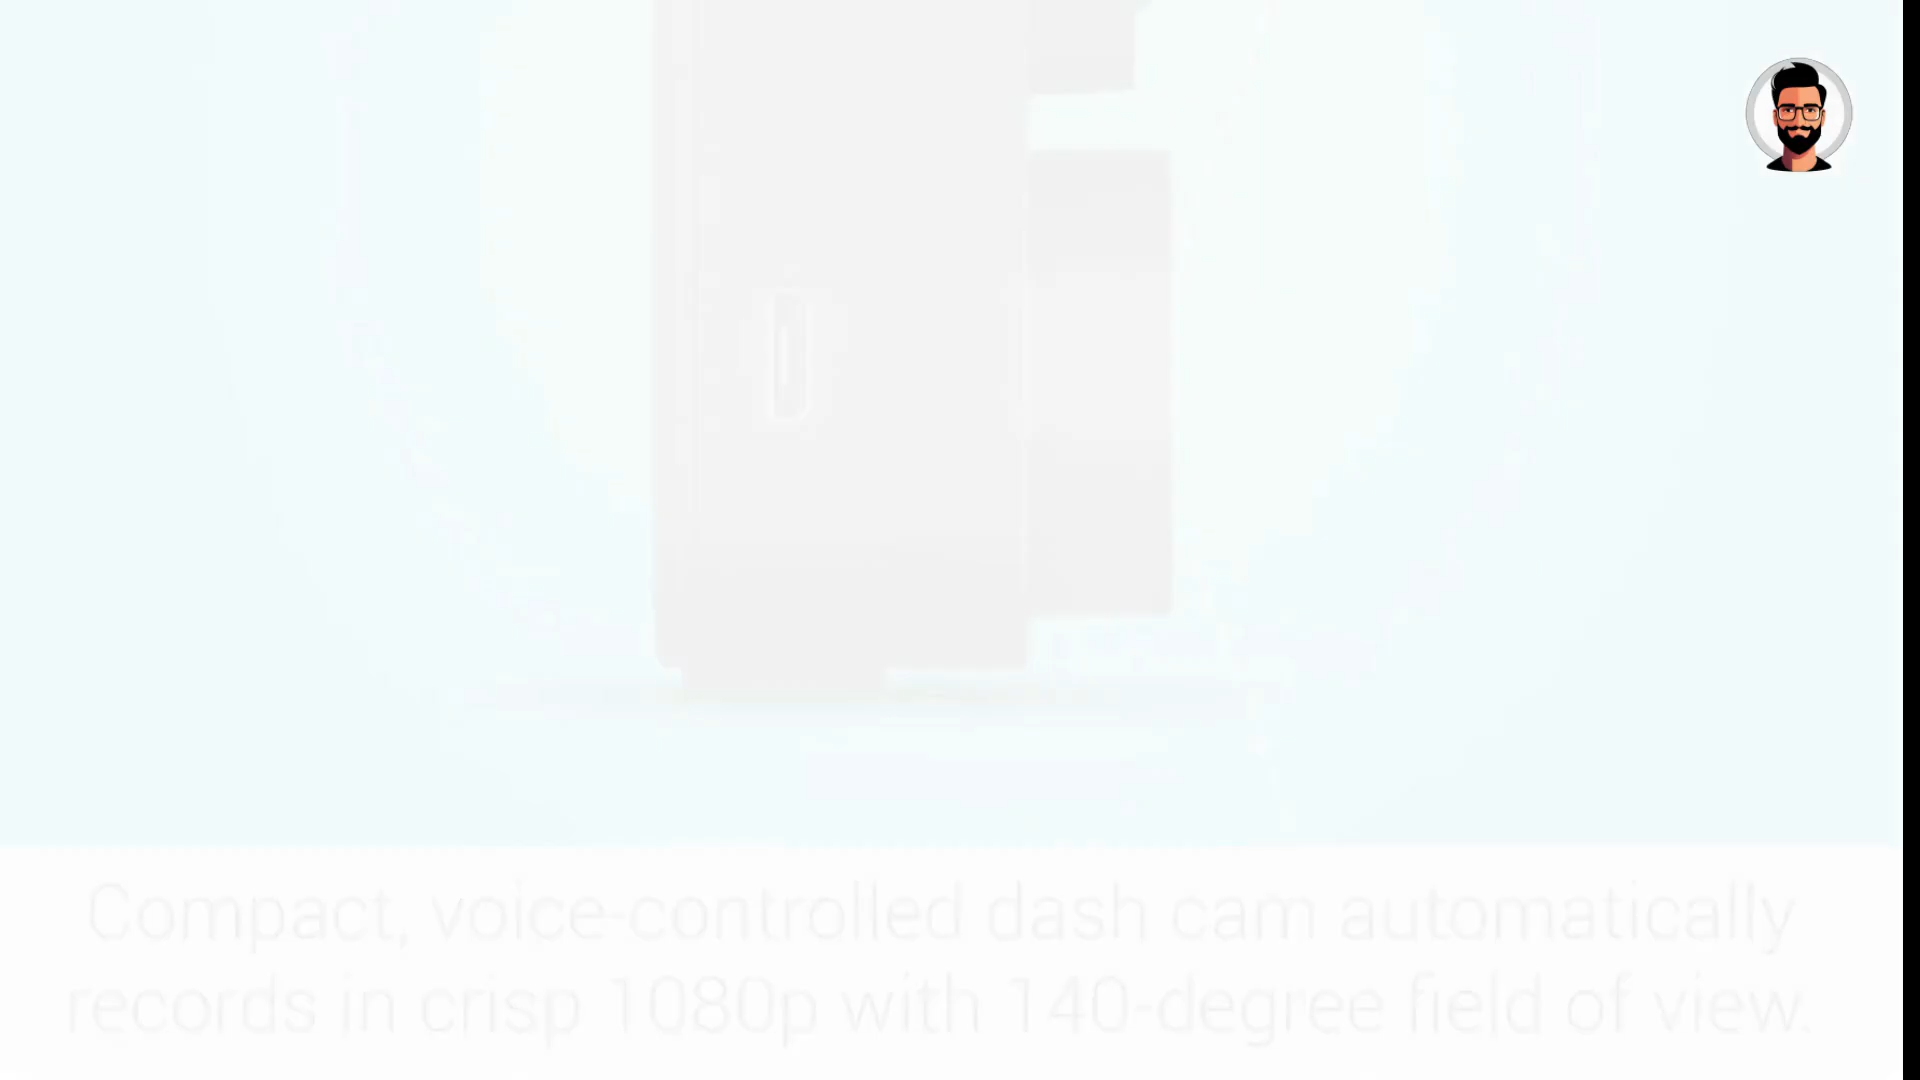 Compact, voice-controlled dash cam automatically
records in crisp 1080p with 140-degree field of view.